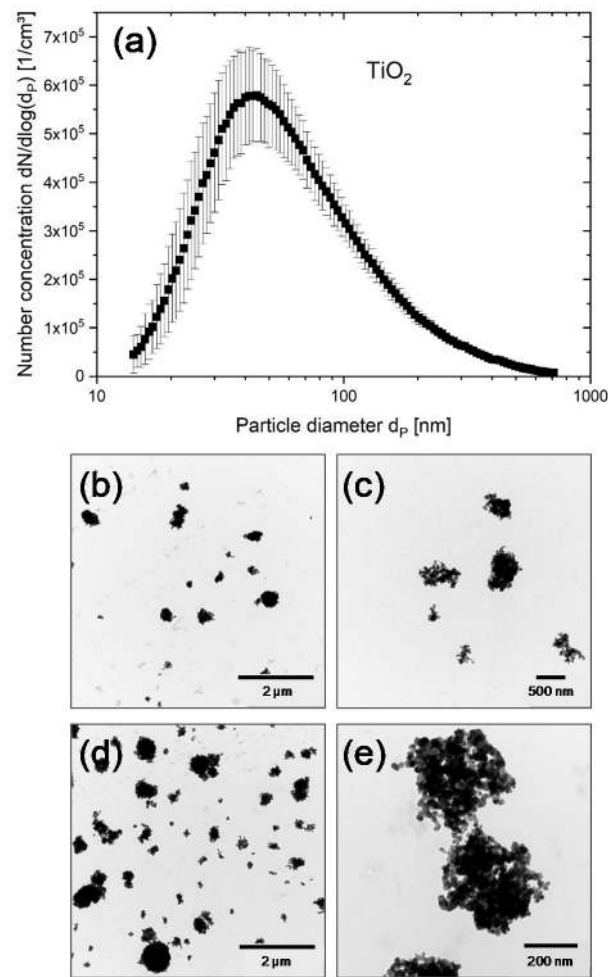 (a)
TiO₂
Number concentration dN/dlog(dₚ) [1/cm³]
7x10⁵
6x10⁵
5x10⁵
4x10⁵
3x10⁵
2x10⁵
1x10⁵
0
10
100
1000
Particle diameter dₚ [nm]
(b)
2 µm
(c)
500 nm
(d)
2 µm
(e)
200 nm